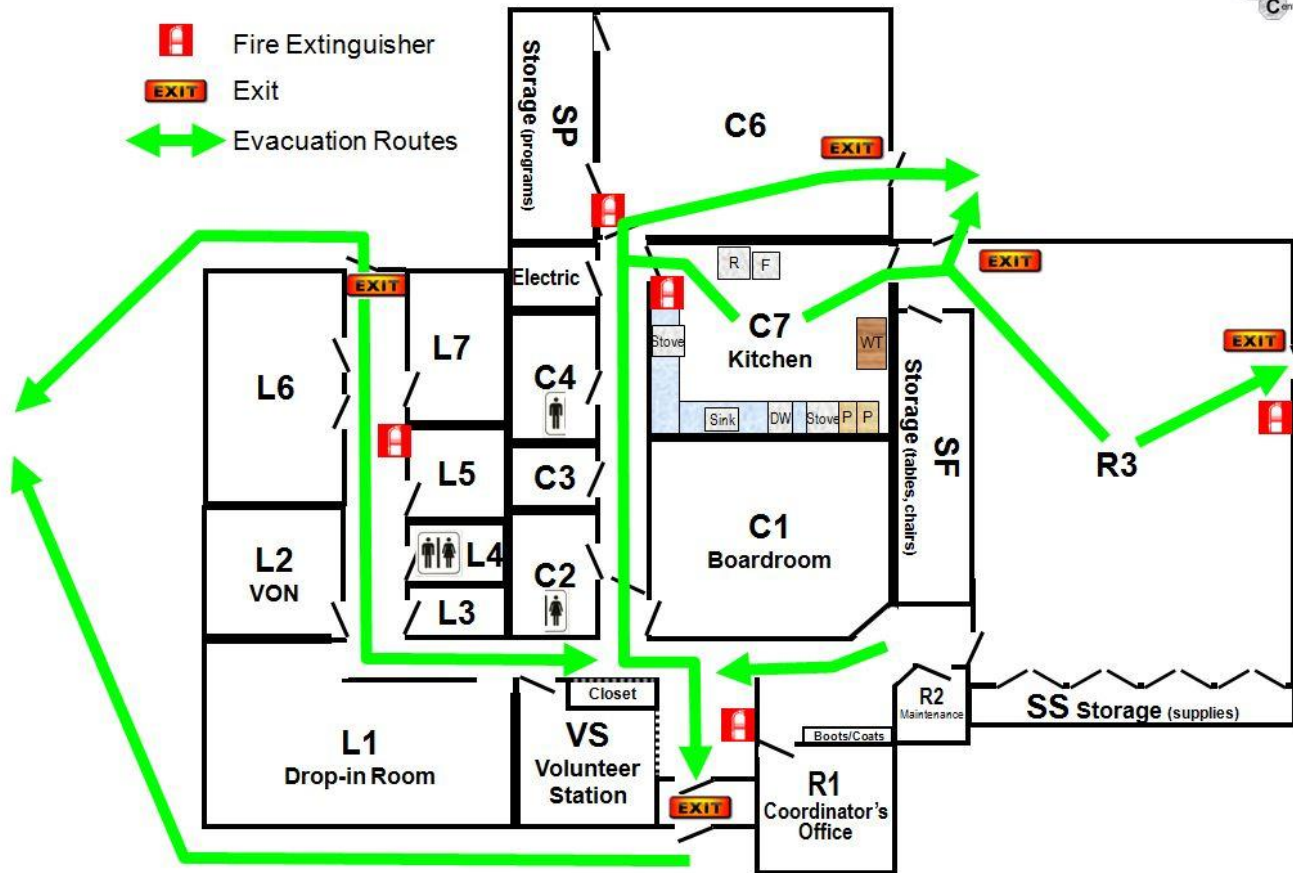 Fire Extinguisher
EXIT
Exit
Evacuation Routes
Storage (programs)
SP
C6
EXIT
Electric
R
F
EXIT
EXIT
L7
C7
Kitchen
Stove
WT
EXIT
L6
C4
Sink
DW
Stove
P
P
Storage (tables, chairs)
SF
R3
L5
C3
C1
Boardroom
L2
VON
L4
C2
L3
Closet
R2
Maintenance
SS Storage (supplies)
L1
Drop-in Room
VS
Volunteer
Station
Boots/Coats
R1
Coordinator's
Office
EXIT